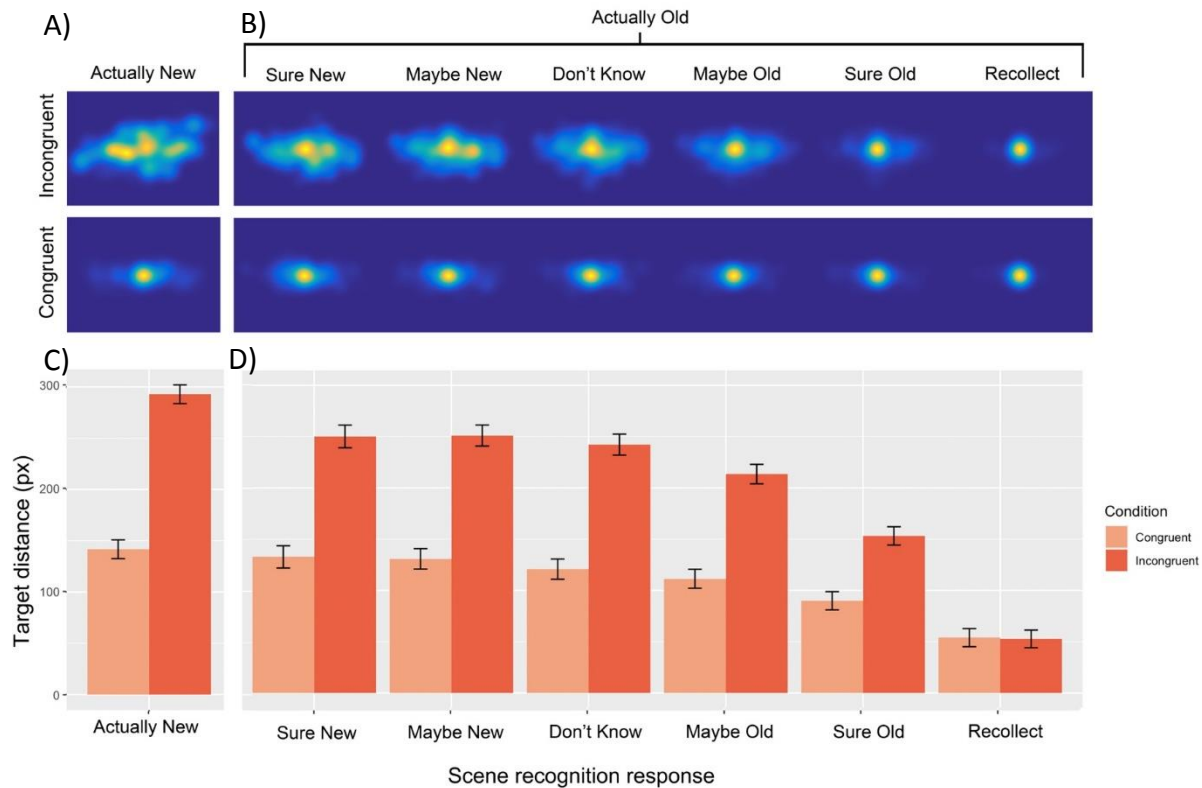 A)
B)
Actually Old
Actually New
Sure New
Maybe New
Don't Know
Maybe Old
Sure Old
Recollect
Incongruent
Congruent
C)
D)
Target distance (px)
300
200
100
0
Condition
Congruent
Incongruent
Actually New
Sure New
Maybe New
Don't Know
Maybe Old
Sure Old
Recollect
Scene recognition response